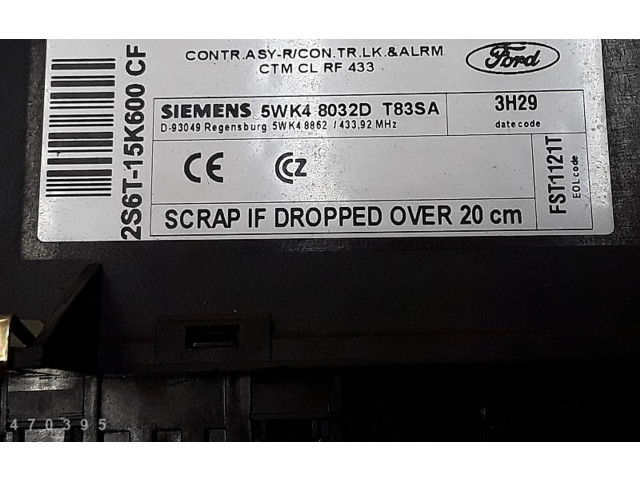 CONTR.ASY-R/CON.TR.LK.&ALRM
CTM CL RF 433
Ford
SIEMENS 5WK4 8032D T83SA
D-93049 Regensburg 5WK4 8862 / 433,92 MHz
3H29
datecode
CE
CZ
SCRAP IF DROPPED OVER 20 cm
FST1121T
EOL code
2S6T-15K600 CF
470395